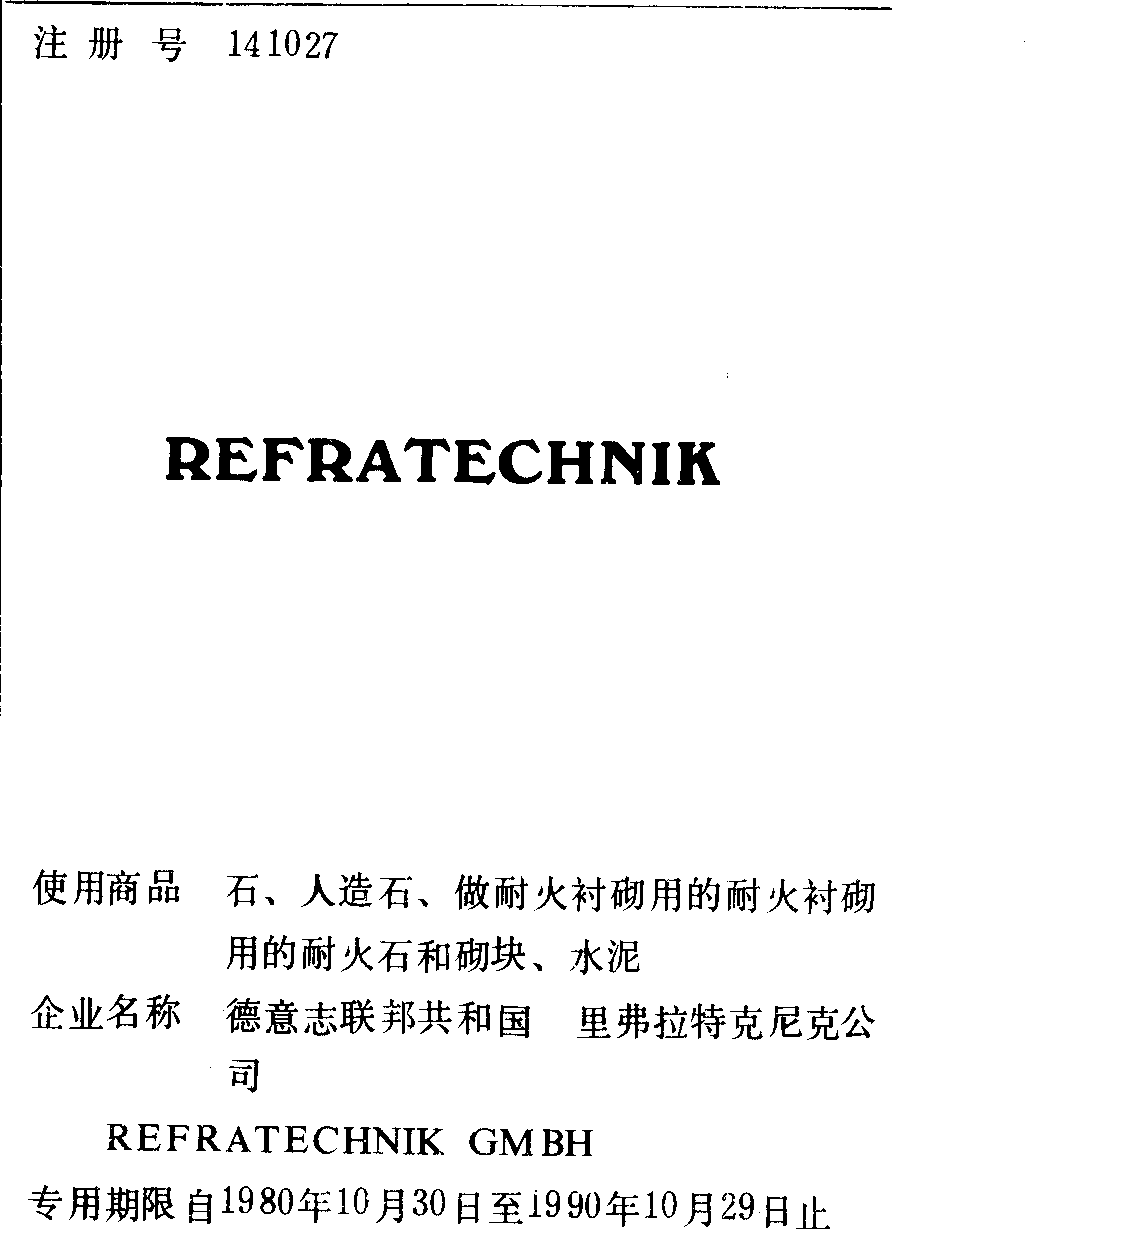 注册号 141027
REFRATECHNIK
使用商品 石、人造石、做耐火衬砌用的耐火衬砌
用的耐火石和砌块、水泥
企业名称 德意志联邦共和国 里弗拉特克尼克公
司
REFRATECHNIK GMBH
专用期限自1980年10月30日至1990年10月29日止